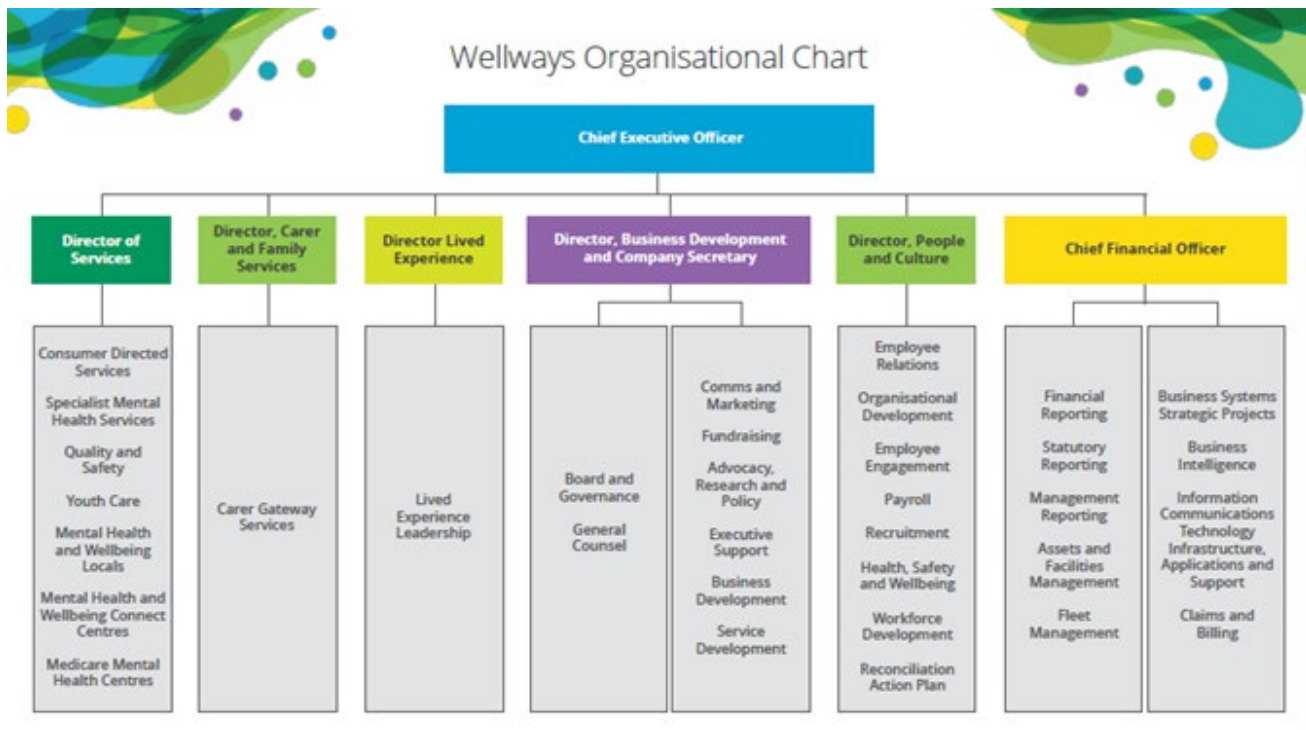 Wellways Organisational Chart
Chief Executive Officer
Director of
Services
Director, Carer
and Family
Services
Director Lived
Experience
Director, Business Development
and Company Secretary
Director, People
and Culture
Chief Financial Officer
Consumer Directed
Services
Specialist Mental
Health Services
Quality and
Safety
Youth Care
Mental Health
and Wellbeing
Locals
Mental Health and
Wellbeing Connect
Centres
Medicare Mental
Health Centres
Carer Gateway
Services
Lived
Experience
Leadership
Board and
Governance
General
Counsel
Comms and
Marketing
Fundraising
Advocacy,
Research and
Policy
Executive
Support
Business
Development
Service
Development
Employee
Relations
Organisational
Development
Employee
Engagement
Payroll
Recruitment
Health, Safety
and Wellbeing
Workforce
Development
Reconciliation
Action Plan
Financial
Reporting
Statutory
Reporting
Management
Reporting
Assets and
Facilities
Management
Fleet
Management
Business Systems
Strategic Projects
Business
Intelligence
Information
Communications
Technology
Infrastructure,
Applications and
Support
Claims and
Billing